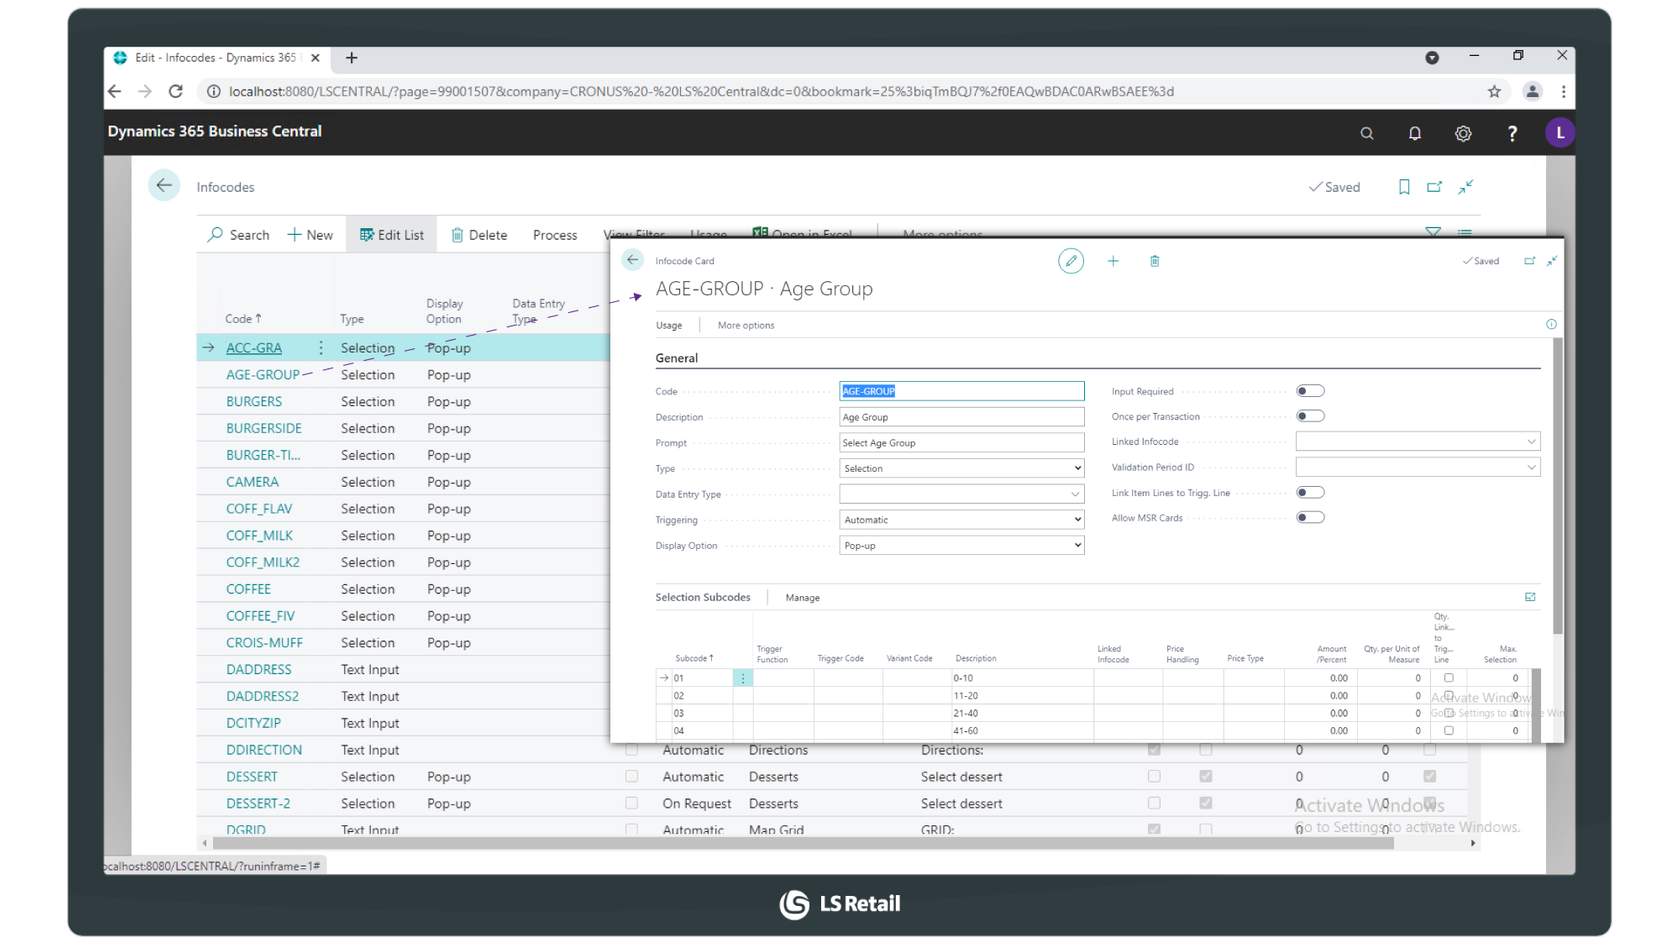 Edit - Infocodes - Dynamics 365
localhost:8080/LSCENTRAL/?page=99001507&company=CRONUS%20-%20LS%20Central&dc=0&bookmark=25%3biqTmBQJ7%2f0EAQwBDAC0ARwBSAEE%3d
Dynamics 365 Business Central
? L
Infocodes
Saved
Search New Edit List Delete Process View Filter Usage Open in Excel More options
Code ↑ Type Display Option Data Entry Type
ACC-GRA Selection Pop-up
AGE-GROUP Selection Pop-up
BURGERS Selection Pop-up
BURGERSIDE Selection Pop-up
BURGER-TI... Selection Pop-up
CAMERA Selection Pop-up
COFF_FLAV Selection Pop-up
COFF_MILK Selection Pop-up
COFF_MILK2 Selection Pop-up
COFFEE Selection Pop-up
COFFEE_FIV Selection Pop-up
CROIS-MUFF Selection Pop-up
DADDRESS Text Input
DADDRESS2 Text Input
DCITYZIP Text Input
DDIRECTION Text Input Automatic Directions Directions: 0 0
DESSERT Selection Pop-up Automatic Desserts Select dessert 0 0
DESSERT-2 Selection Pop-up On Request Desserts Select dessert 0 0
DGRID Text Input Automatic Map Grid GRID: 0 0
Infocode Card
Saved
AGE-GROUP · Age Group
Usage More options
General
Code AGE-GROUP
Description Age Group
Prompt Select Age Group
Type Selection
Data Entry Type
Triggering Automatic
Display Option Pop-up
Input Required
Once per Transaction
Linked Infocode
Validation Period ID
Link Item Lines to Trigg. Line
Allow MSR Cards
Selection Subcodes Manage
Subcode ↑ Trigger Function Trigger Code Variant Code Description Linked Infocode Price Handling Price Type Amount /Percent Qty. per Unit of Measure Qty. Link... to Trig... Line Max. Selection
01 0-10 0.00 0 0
02 11-20 0.00 0 0
03 21-40 0.00 0 0
04 41-60 0.00 0 0
Activate Window
Go to Settings to activate Win
Activate Windows
Go to Settings to activate Windows.
ocalhost:8080/LSCENTRAL/?runinframe=1#
LS Retail